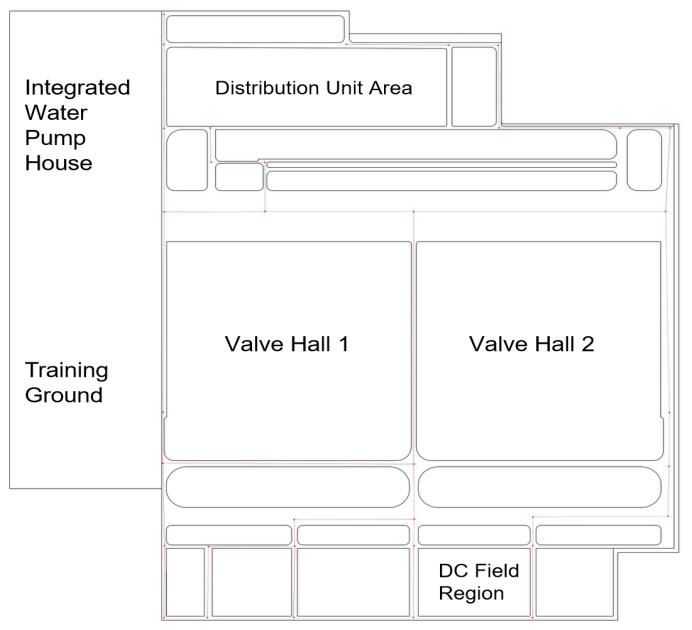 Integrated
Water
Pump
House
Distribution Unit Area
Valve Hall 1
Valve Hall 2
Training
Ground
DC Field
Region